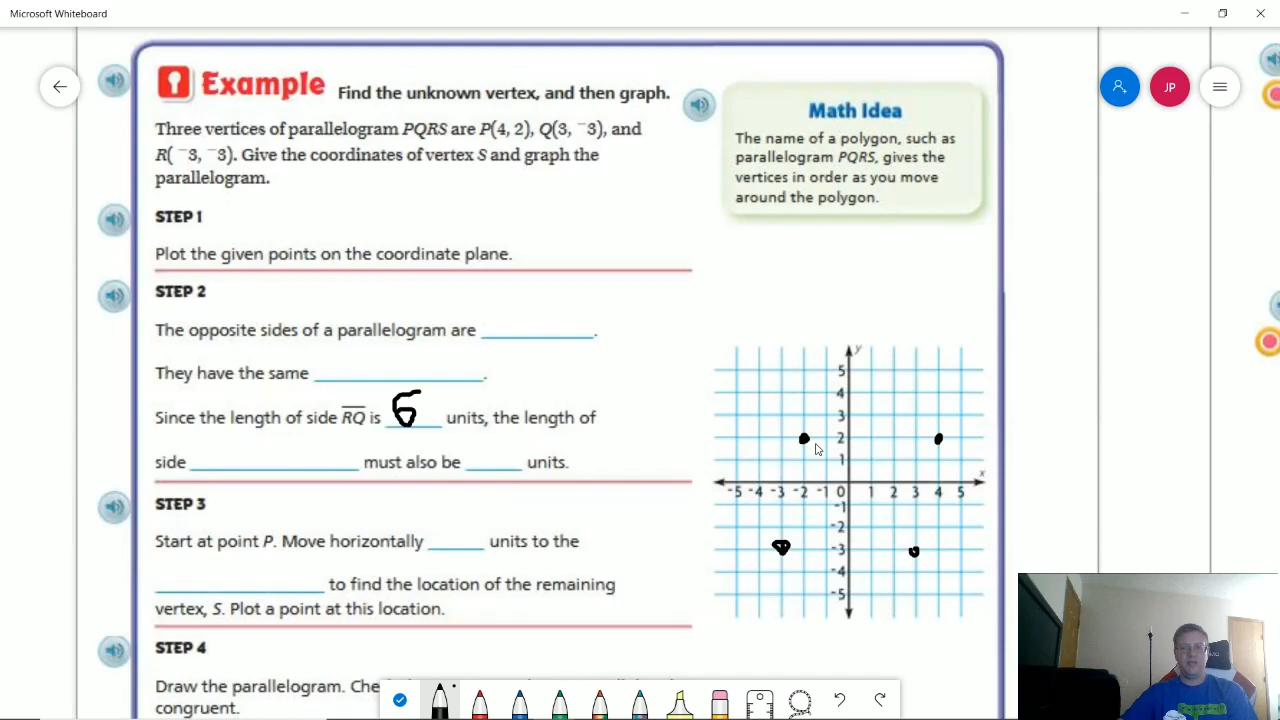 Microsoft Whiteboard
JP
Example Find the unknown vertex, and then graph.
Three vertices of parallelogram PQRS are P(4, 2), Q(3, ⁻3), and
R( ⁻3, ⁻3). Give the coordinates of vertex S and graph the
parallelogram.
Math Idea
The name of a polygon, such as
parallelogram PQRS, gives the
vertices in order as you move
around the polygon.
STEP 1
Plot the given points on the coordinate plane.
STEP 2
The opposite sides of a parallelogram are ____________.
They have the same __________________.
Since the length of side R̅Q̅ is 6 units, the length of
side __________________ must also be ______ units.
STEP 3
Start at point P. Move horizontally ______ units to the
__________________ to find the location of the remaining
vertex, S. Plot a point at this location.
STEP 4
Draw the parallelogram. Che
congruent.
y
5
4
3
2
1
x
-5 -4 -3 -2 -1 0 1 2 3 4 5
-1
-2
-3
-4
-5